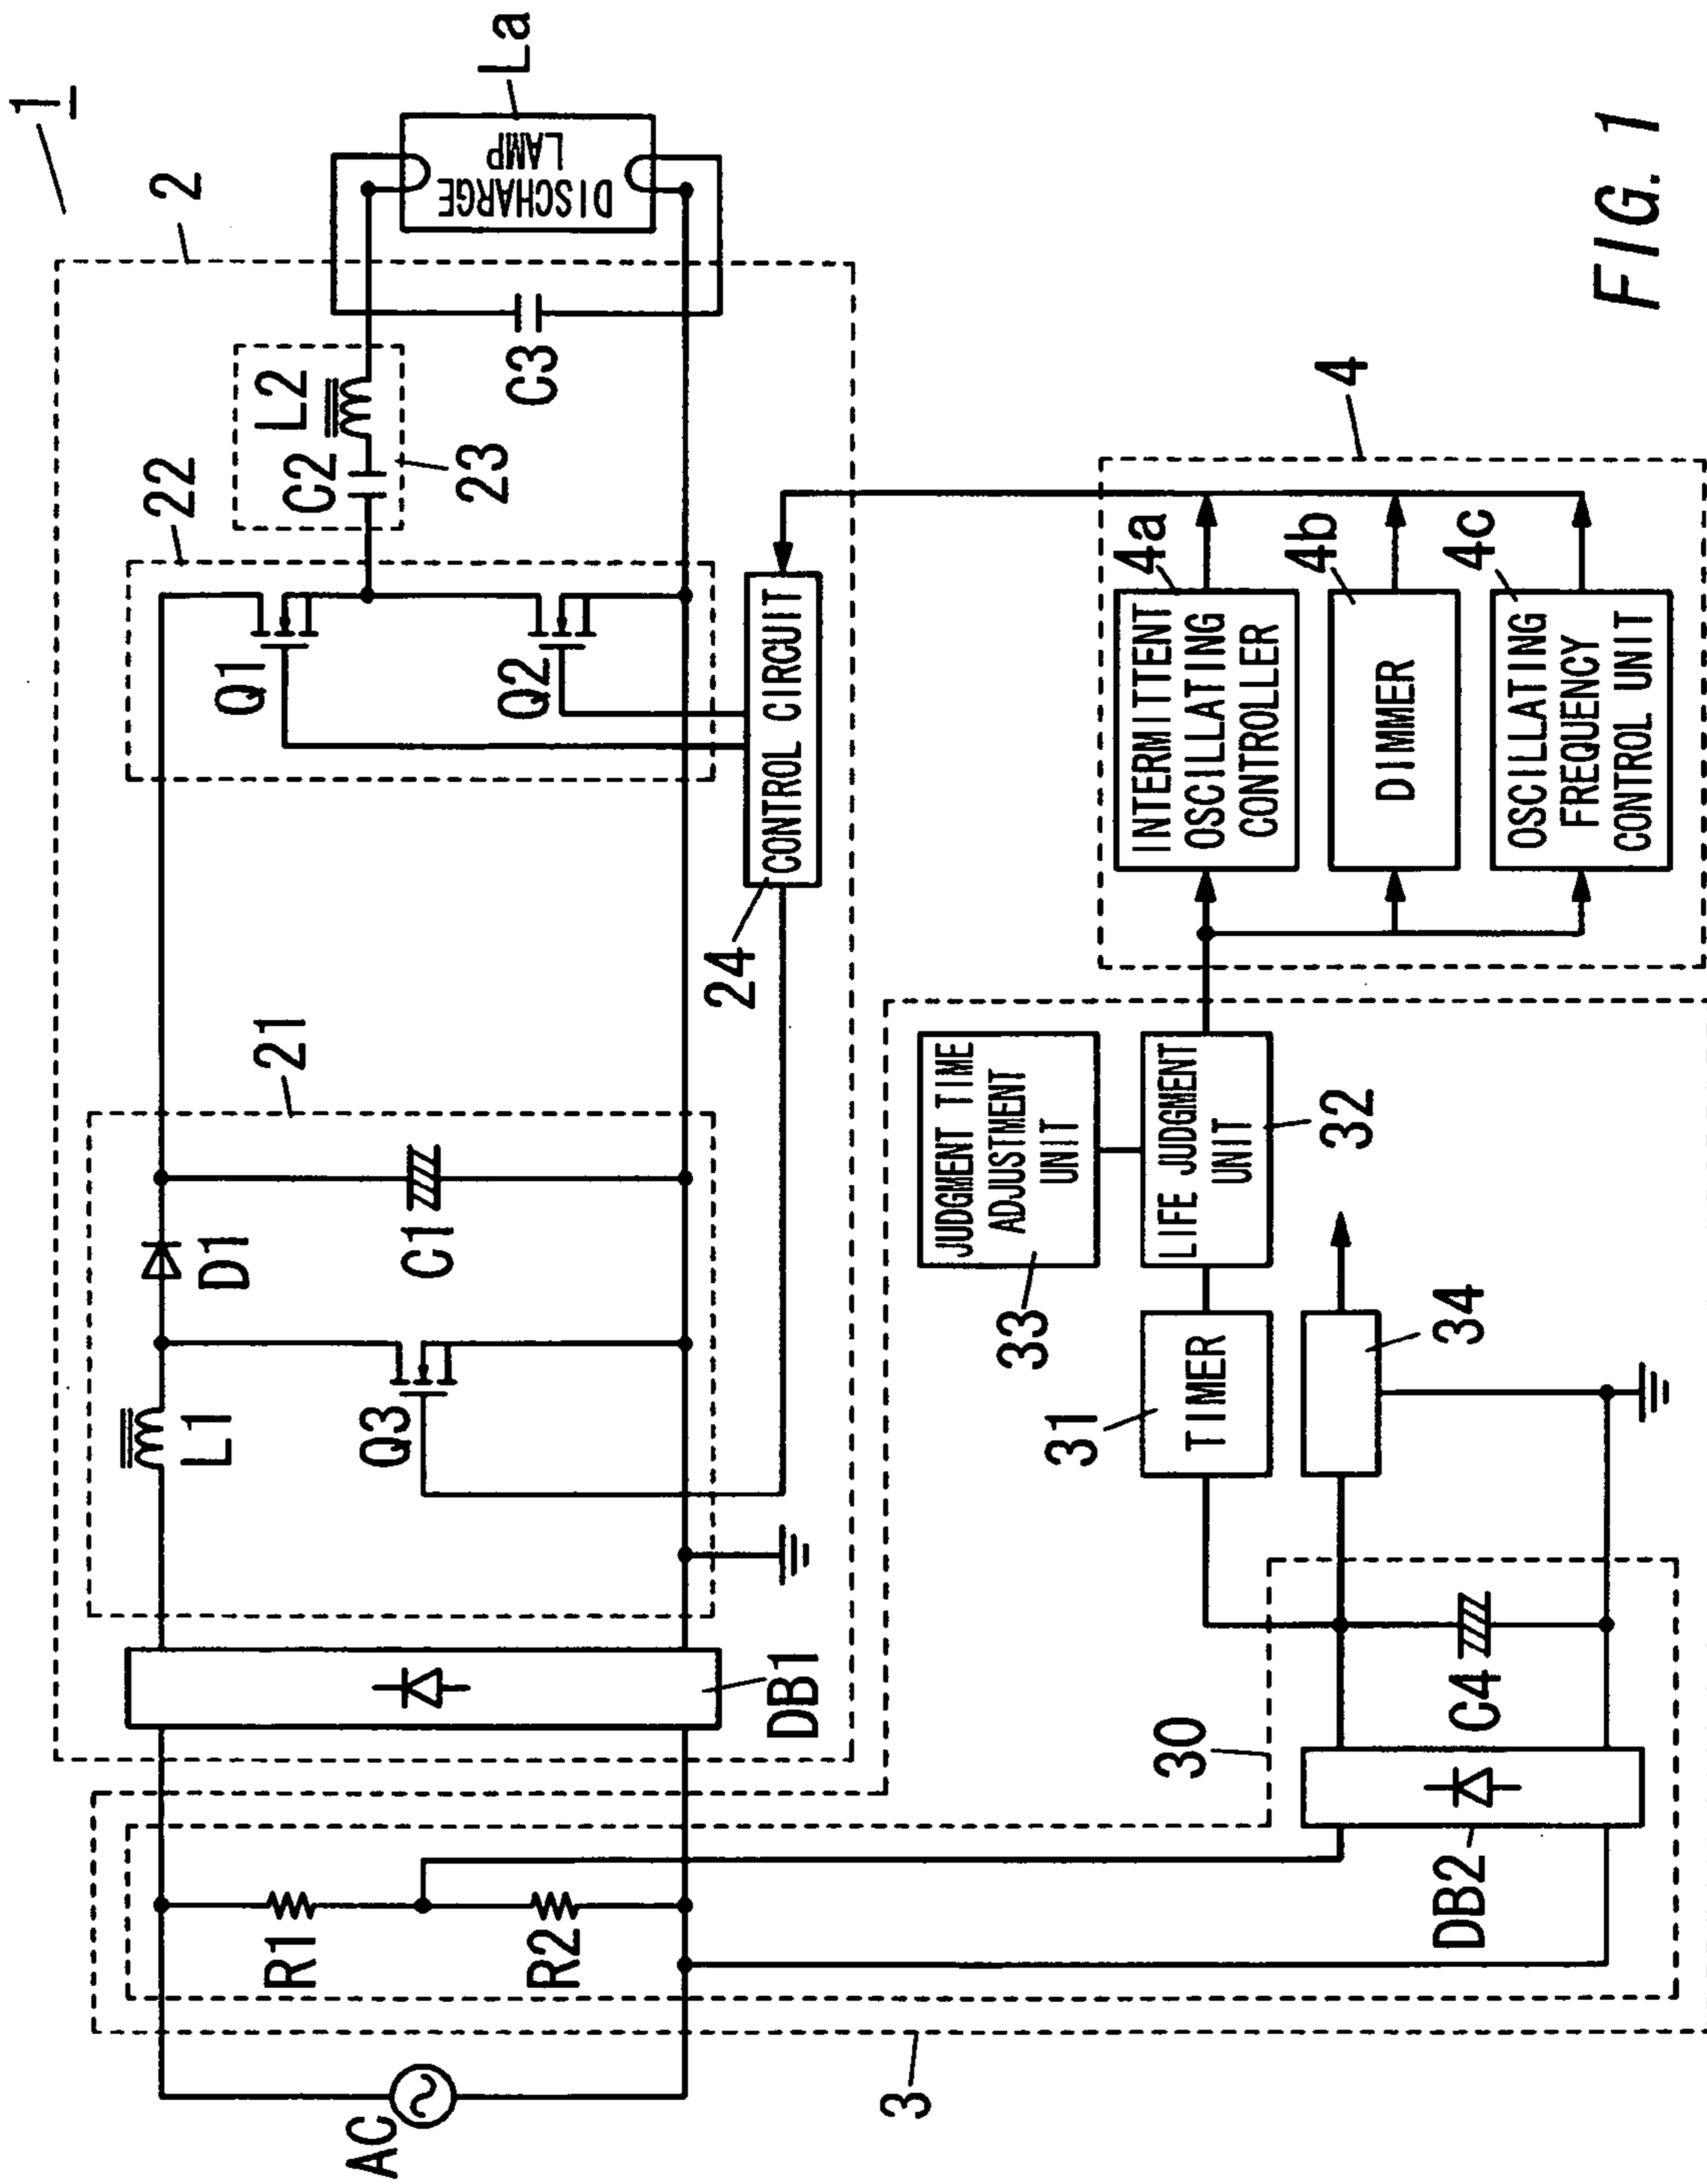 1
2
La
DISCHARGE
LAMP
22
L2
C2
23
C3
Q1
Q2
CONTROL CIRCUIT
24
21
D1
C1
L1
Q3
DB1
R1
R2
AC
3
30
DB2
C4
34
31
TIMER
33
JUDGMENT TIME
ADJUSTMENT
UNIT
LIFE JUDGMENT
UNIT
32
4
4a
INTERMITTENT
OSCILLATING
CONTROLLER
4b
DIMMER
4c
OSCILLATING
FREQUENCY
CONTROL UNIT
FIG. 1